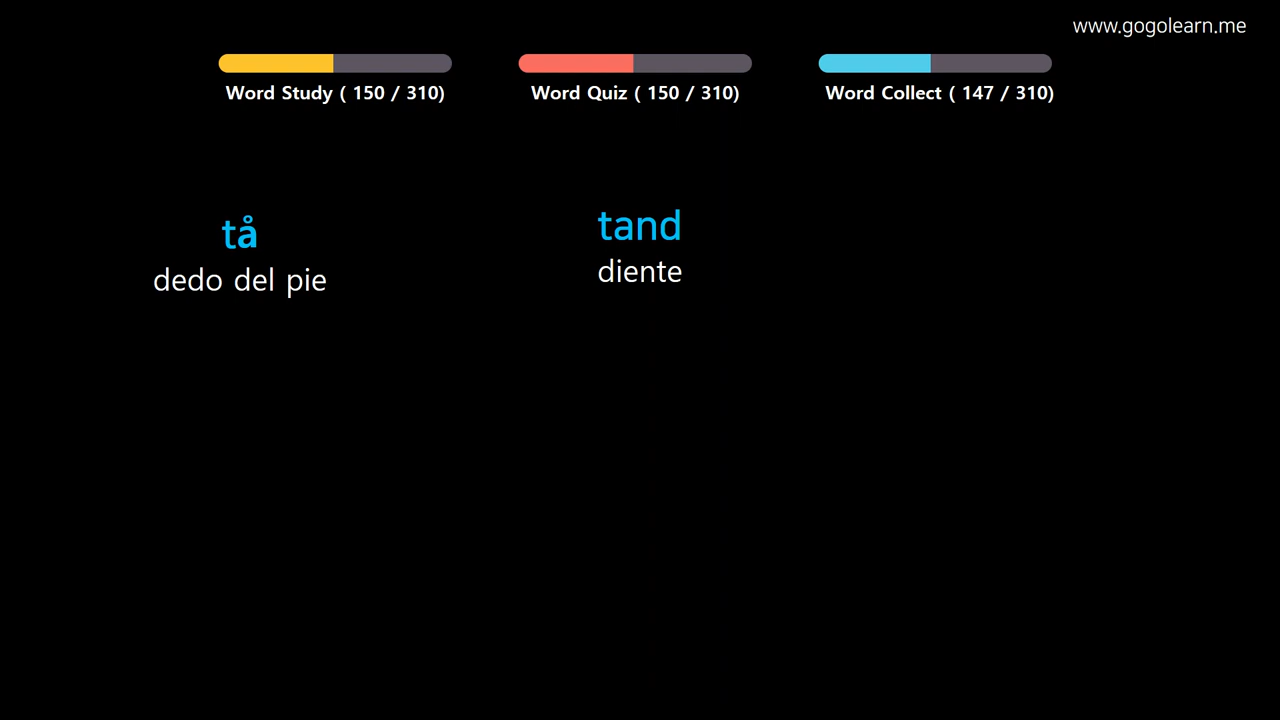 www.gogolearn.me
Word Study ( 150 / 310)
Word Quiz ( 150 / 310)
Word Collect ( 147 / 310)
tå
dedo del pie
tand
diente